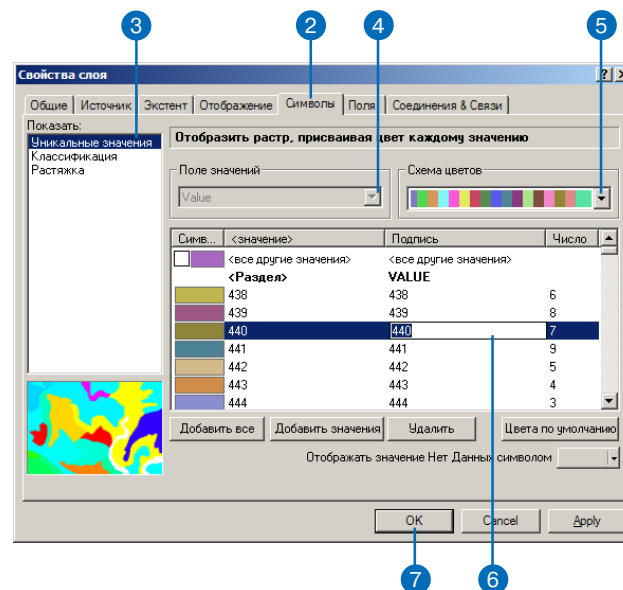 3 2 4 5
Свойства слоя
Общие Источник Экстент Отображение Символы Поля Соединения & Связи
Показать:
Уникальные значения
Классификация
Растяжка
Отобразить растр, присваивая цвет каждому значению
Поле значений Схема цветов
Value
Симв... <значение> Подпись Число
<все другие значения> <все другие значения>
<Раздел> VALUE
438 438 6
439 439 8
440 440 7
441 441 9
442 442 5
443 443 4
444 444 3
Добавить все Добавить значения Удалить Цвета по умолчанию
Отображать значение Нет Данных символом
OK Cancel Apply
7 6